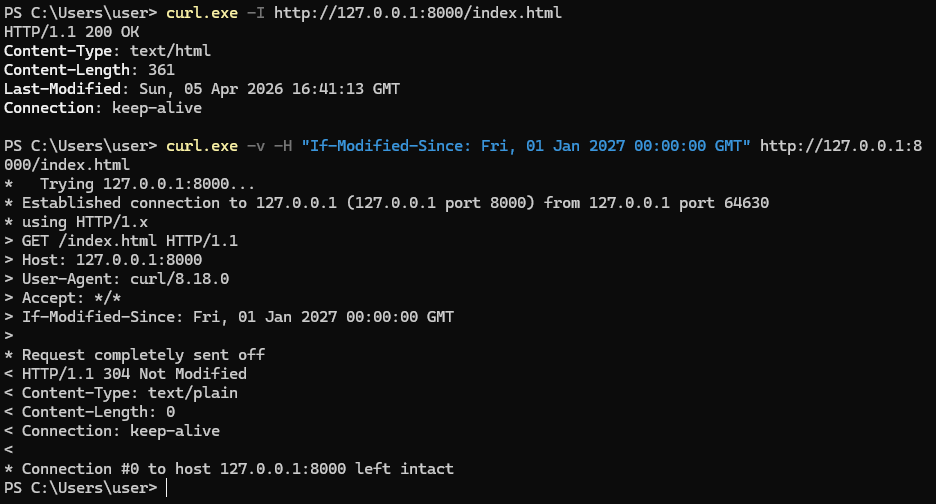 PS C:\Users\user> curl.exe -I http://127.0.0.1:8000/index.html
HTTP/1.1 200 OK
Content-Type: text/html
Content-Length: 361
Last-Modified: Sun, 05 Apr 2026 16:41:13 GMT
Connection: keep-alive

PS C:\Users\user> curl.exe -v -H "If-Modified-Since: Fri, 01 Jan 2027 00:00:00 GMT" http://127.0.0.1:8
000/index.html
*   Trying 127.0.0.1:8000...
* Established connection to 127.0.0.1 (127.0.0.1 port 8000) from 127.0.0.1 port 64630
* using HTTP/1.x
> GET /index.html HTTP/1.1
> Host: 127.0.0.1:8000
> User-Agent: curl/8.18.0
> Accept: */*
> If-Modified-Since: Fri, 01 Jan 2027 00:00:00 GMT
>
* Request completely sent off
< HTTP/1.1 304 Not Modified
< Content-Type: text/plain
< Content-Length: 0
< Connection: keep-alive
<
* Connection #0 to host 127.0.0.1:8000 left intact
PS C:\Users\user>